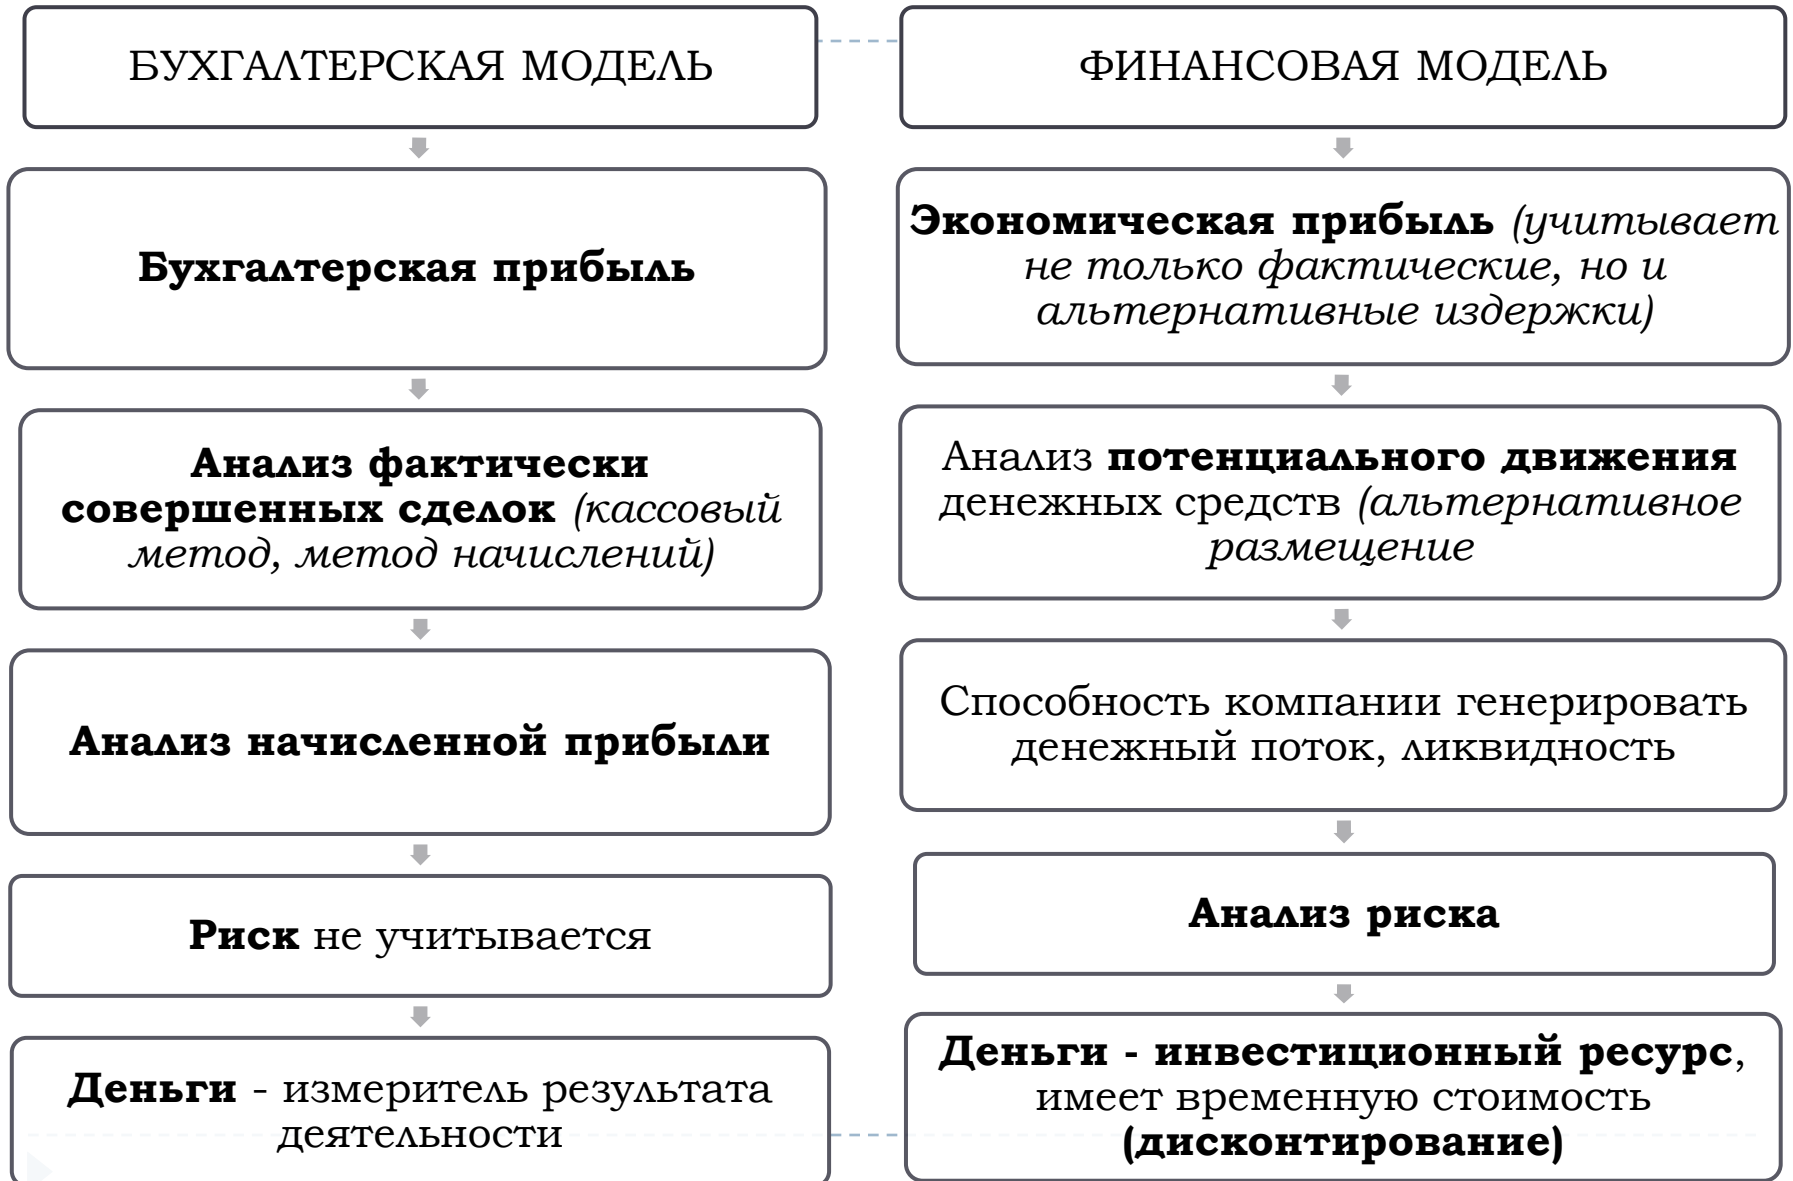 БУХГАЛТЕРСКАЯ МОДЕЛЬ
Бухгалтерская прибыль
Анализ фактически
совершенных сделок (кассовый
метод, метод начислений)
Анализ начисленной прибыли
Риск не учитывается
Деньги - измеритель результата
деятельности
ФИНАНСОВАЯ МОДЕЛЬ
Экономическая прибыль (учитывает
не только фактические, но и
альтернативные издержки)
Анализ потенциального движения
денежных средств (альтернативное
размещение
Способность компании генерировать
денежный поток, ликвидность
Анализ риска
Деньги - инвестиционный ресурс,
имеет временную стоимость
(дисконтирование)